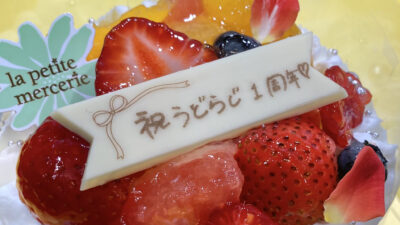 la petite
mercerie
祝 うどらじ 1周年♡